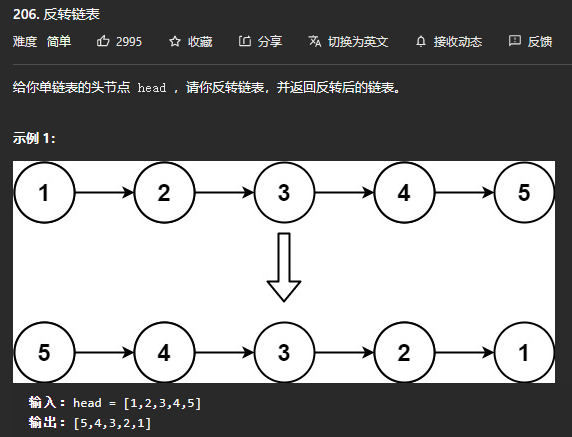 206. 反转链表
难度 简单 2995 收藏 分享 切换为英文 接收动态 反馈
给你单链表的头节点 head ，请你反转链表，并返回反转后的链表。
示例 1：
1 2 3 4 5
5 4 3 2 1
输入：head = [1,2,3,4,5]
输出：[5,4,3,2,1]